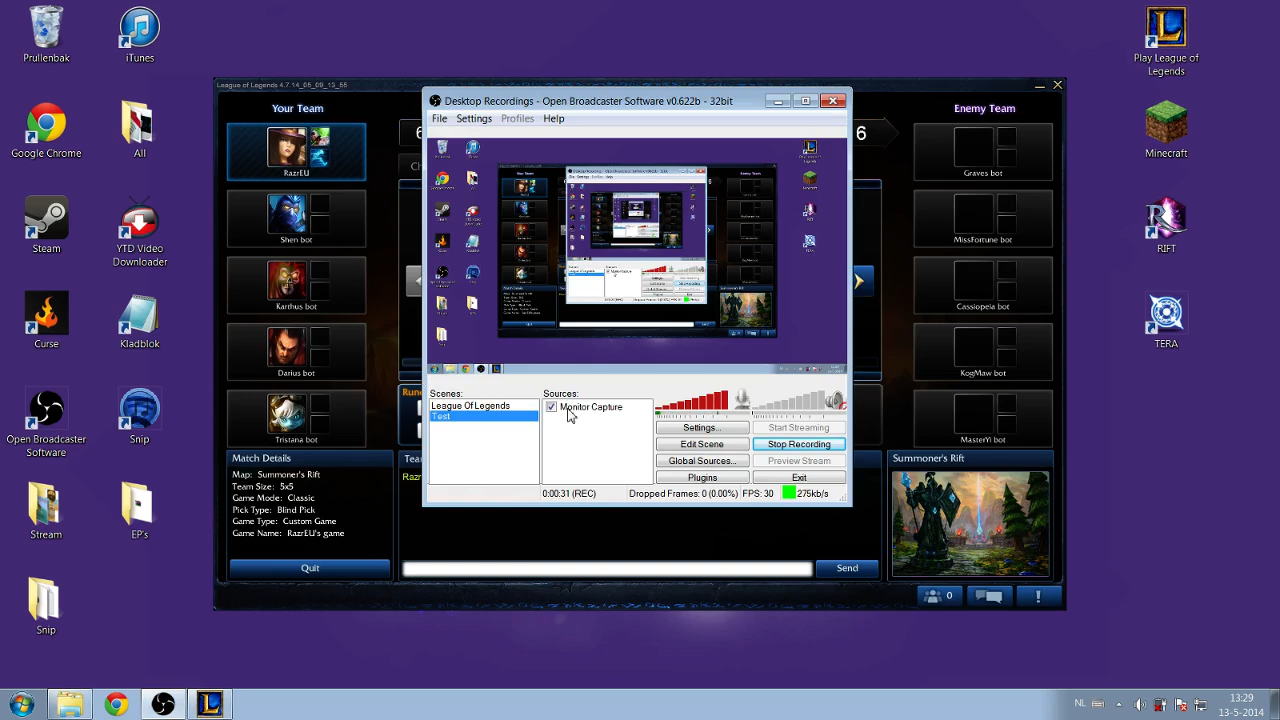 Prullenbak
iTunes
Google Chrome
All
Steam
YTD Video
Downloader
Curse
Kladblok
Open Broadcaster
Software
Snip
Stream
EP's
Snip
Play League of
Legends
Minecraft
RIFT
TERA
League of Legends 4.7.14_05_09_13_55
Your Team
RazrEU
Shen bot
Karthus bot
Darius bot
Tristana bot
Match Details
Map: Summoner's Rift
Team Size: 5x5
Game Mode: Classic
Pick Type: Blind Pick
Game Type: Custom Game
Game Name: RazrEU's game
Quit
Desktop Recordings - Open Broadcaster Software v0.622b - 32bit
File Settings Profiles Help
Scenes:
League Of Legends
Test
Sources:
Monitor Capture
Settings...
Start Streaming
Edit Scene
Stop Recording
Global Sources...
Preview Stream
Plugins
Exit
0:00:31 (REC) Dropped Frames: 0 (0.00%) FPS: 30 275kb/s
Send
6
Enemy Team
Graves bot
MissFortune bot
Cassiopeia bot
KogMaw bot
MasterYi bot
Summoner's Rift
0
NL
13:29
13-5-2014